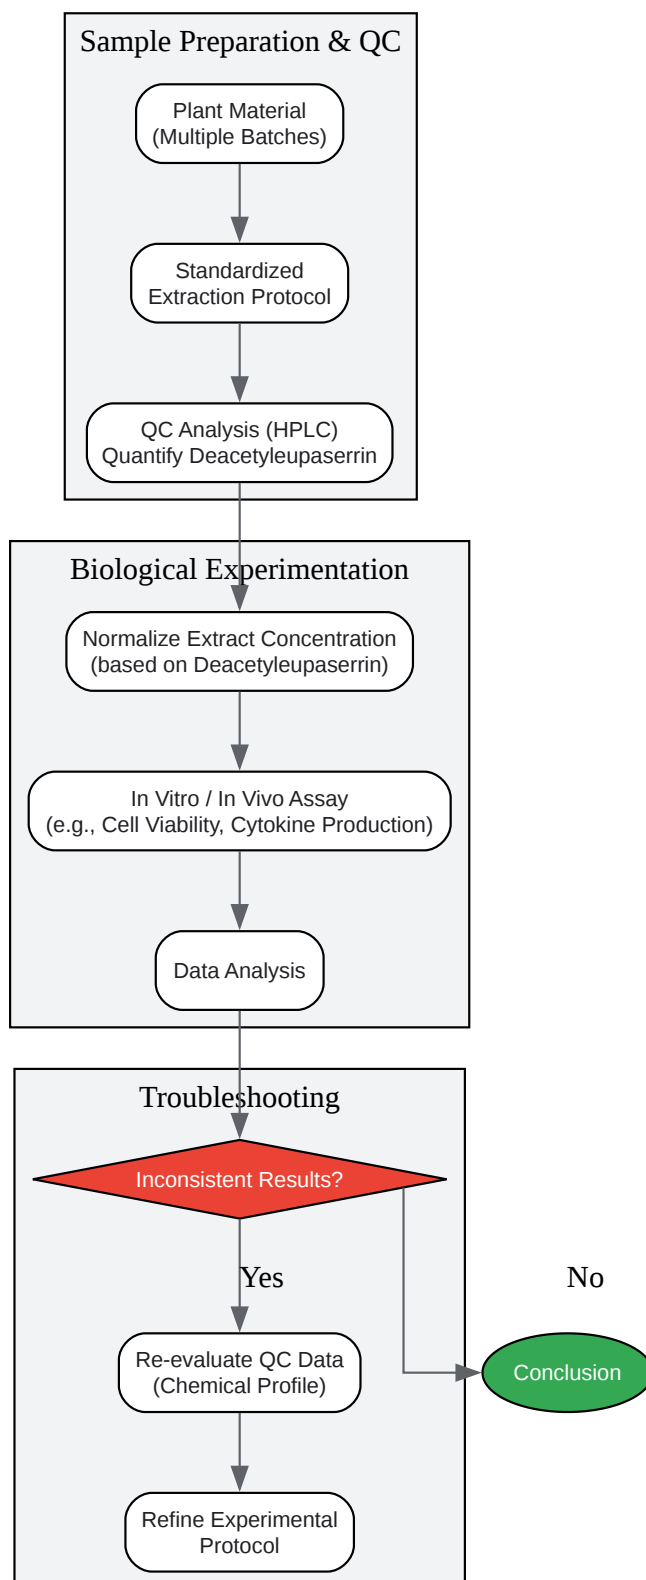 Sample Preparation & QC
Plant Material
(Multiple Batches)
Standardized
Extraction Protocol
QC Analysis (HPLC)
Quantify Deacetyleupaserrin
Biological Experimentation
Normalize Extract Concentration
(based on Deacetyleupaserrin)
In Vitro / In Vivo Assay
(e.g., Cell Viability, Cytokine Production)
Data Analysis
Troubleshooting
Inconsistent Results?
Yes
No
Re-evaluate QC Data
(Chemical Profile)
Conclusion
Refine Experimental
Protocol